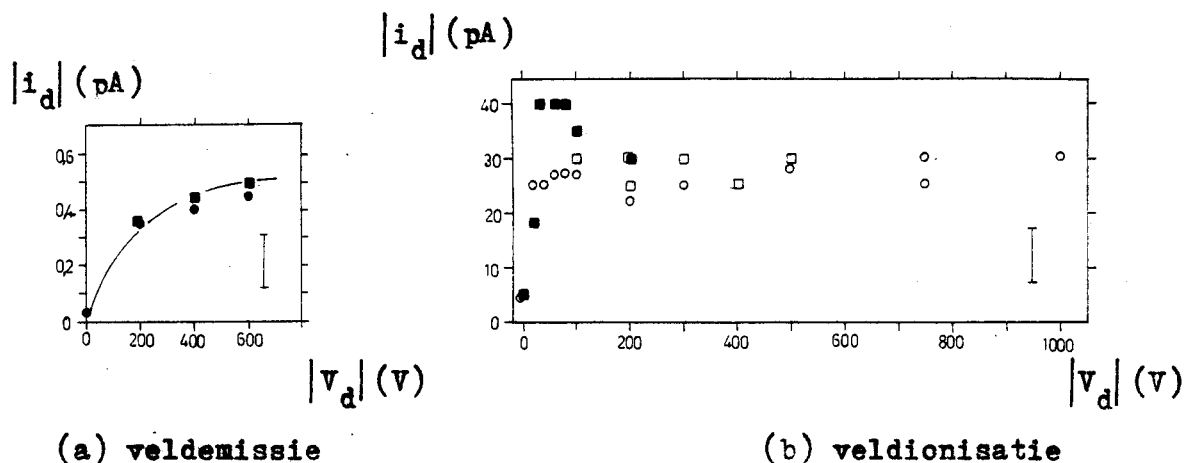 |i_d| (pA)
0,6
0,4
0,2
0
0 200 400 600
|V_d| (V)
(a) veldemissie
|i_d| (pA)
40
30
20
10
0
0 200 400 600 800 1000
|V_d| (V)
(b) veldionisatie